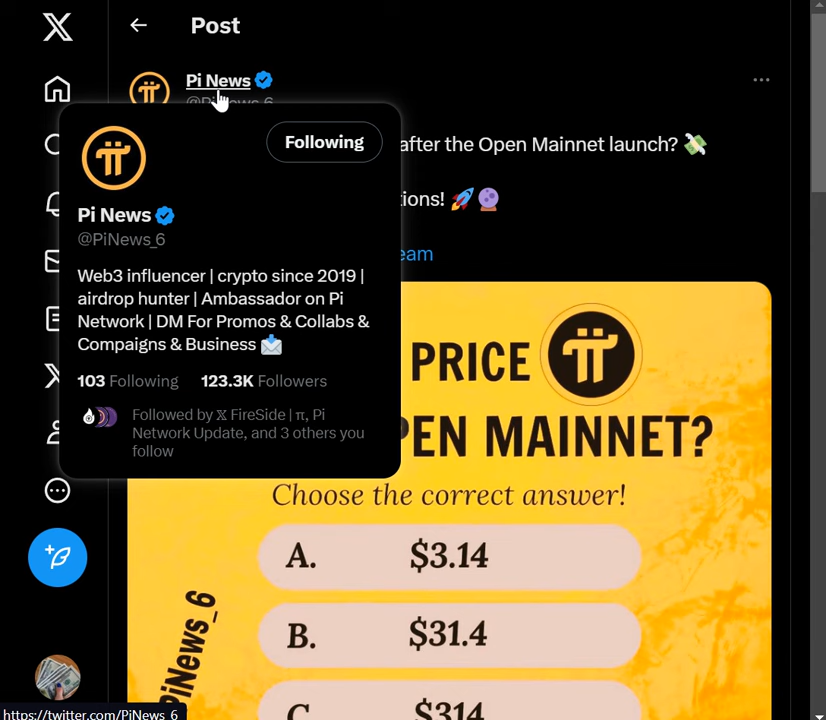 Post
Pi News
@PiNews_6
Following
after the Open Mainnet launch? 💸
Pi News
@PiNews_6
tions! 🚀🔮
eam
Web3 influencer | crypto since 2019 |
airdrop hunter | Ambassador on Pi
Network | DM For Promos & Collabs &
Compaigns & Business 📩
103 Following 123.3K Followers
Followed by 𝕏 FireSide | π, Pi
Network Update, and 3 others you
follow
PRICE
PEN MAINNET?
Choose the correct answer!
A. $3.14
B. $31.4
C $314
PiNews_6
https://twitter.com/PiNews_6